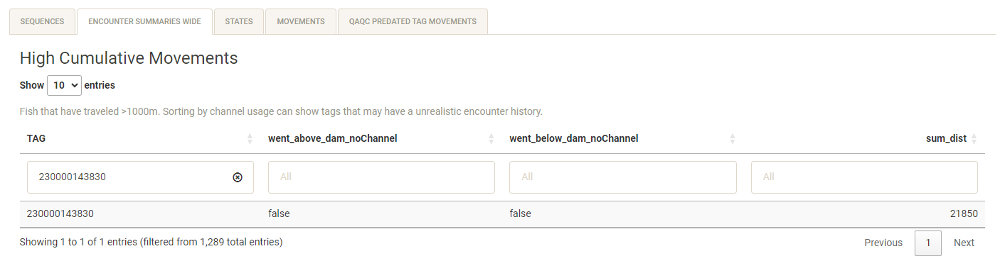 SEQUENCES ENCOUNTER SUMMARIES WIDE STATES MOVEMENTS QAQC PREDATED TAG MOVEMENTS
High Cumulative Movements
Show 10 entries
Fish that have traveled >1000m. Sorting by channel usage can show tags that may have a unrealistic encounter history.
TAG went_above_dam_noChannel went_below_dam_noChannel sum_dist
230000143830 All All All
230000143830 false false 21850
Showing 1 to 1 of 1 entries (filtered from 1,289 total entries) Previous 1 Next